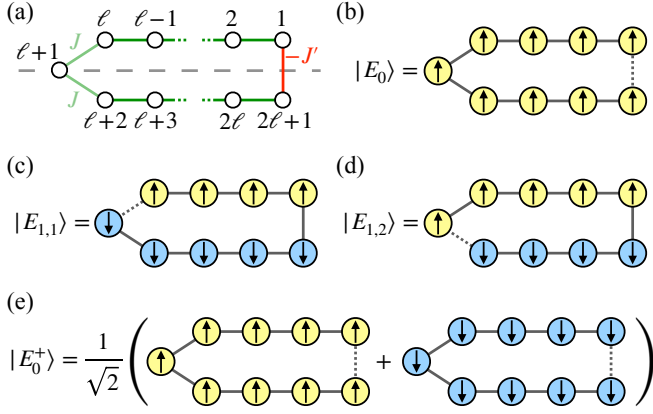 (a)
ℓ ℓ−1 2 1
ℓ+1 J −J′
J
ℓ+2 ℓ+3 2ℓ 2ℓ+1
(b)
|E₀⟩ =
(c)
|E₁,₁⟩ =
(d)
|E₁,₂⟩ =
(e)
|E₀⁺⟩ = 1/√2 ( + )